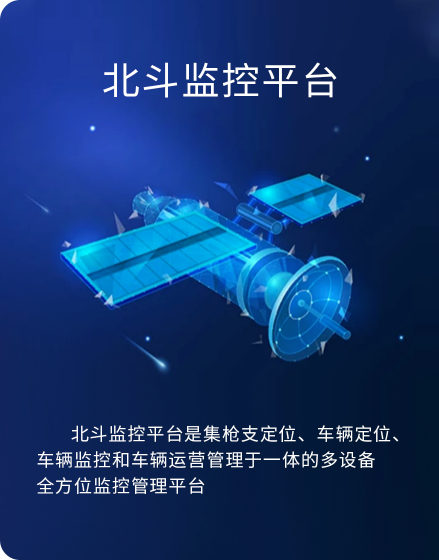 北斗监控平台
北斗监控平台是集枪支定位、车辆定位、
车辆监控和车辆运营管理于一体的多设备
全方位监控管理平台